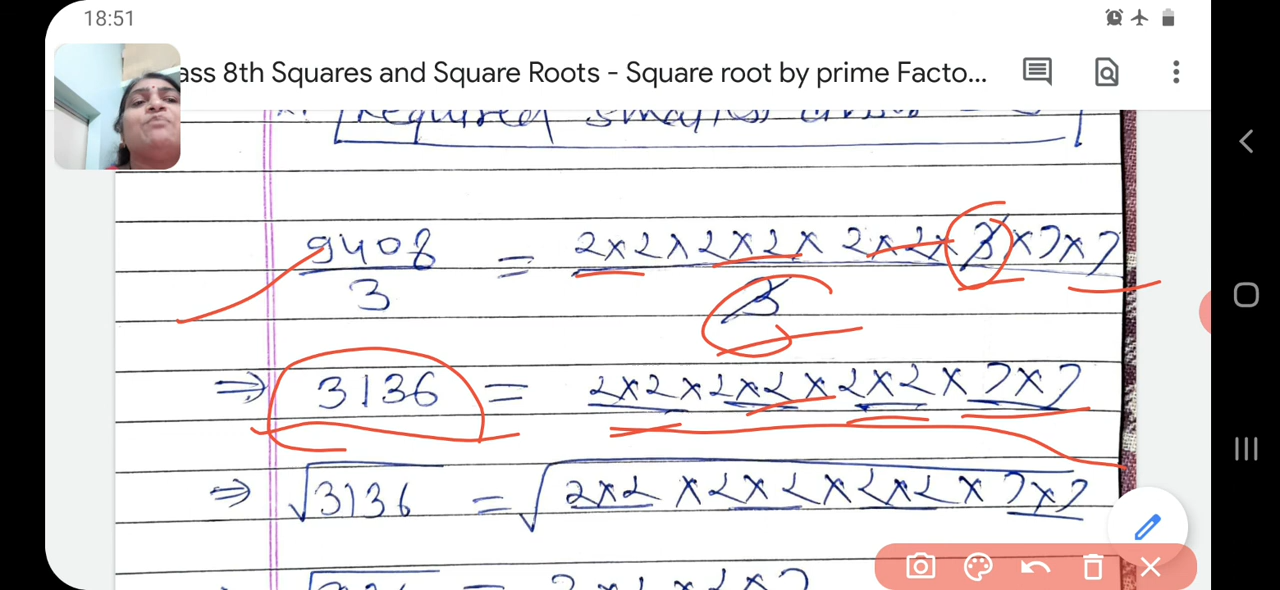 18:51
ass 8th Squares and Square Roots - Square root by prime Facto...
required smallest
9408/3 = 2×2×2×2×2×2×3×7×7/3
⇒ 3136 = 2×2×2×2×2×2×7×7
⇒ √3136 = √2×2×2×2×2×2×7×7